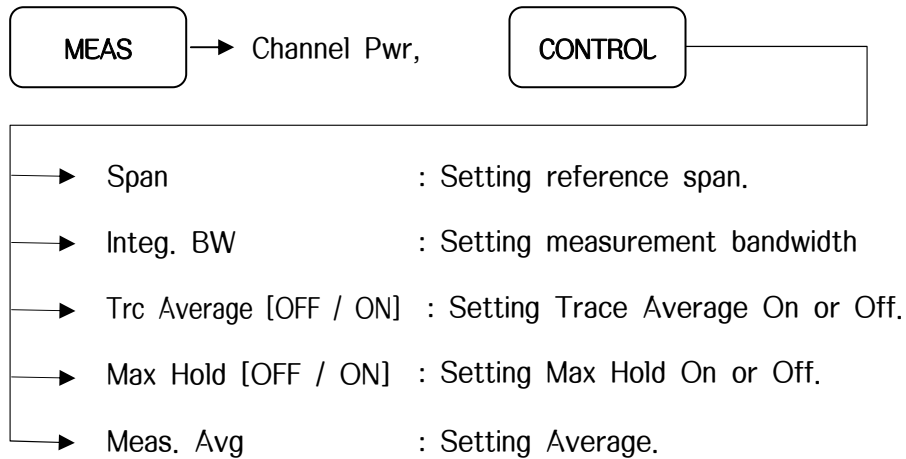 MEAS Channel Pwr, CONTROL
Span : Setting reference span.
Integ. BW : Setting measurement bandwidth
Trc Average [OFF / ON] : Setting Trace Average On or Off.
Max Hold [OFF / ON] : Setting Max Hold On or Off.
Meas. Avg : Setting Average.